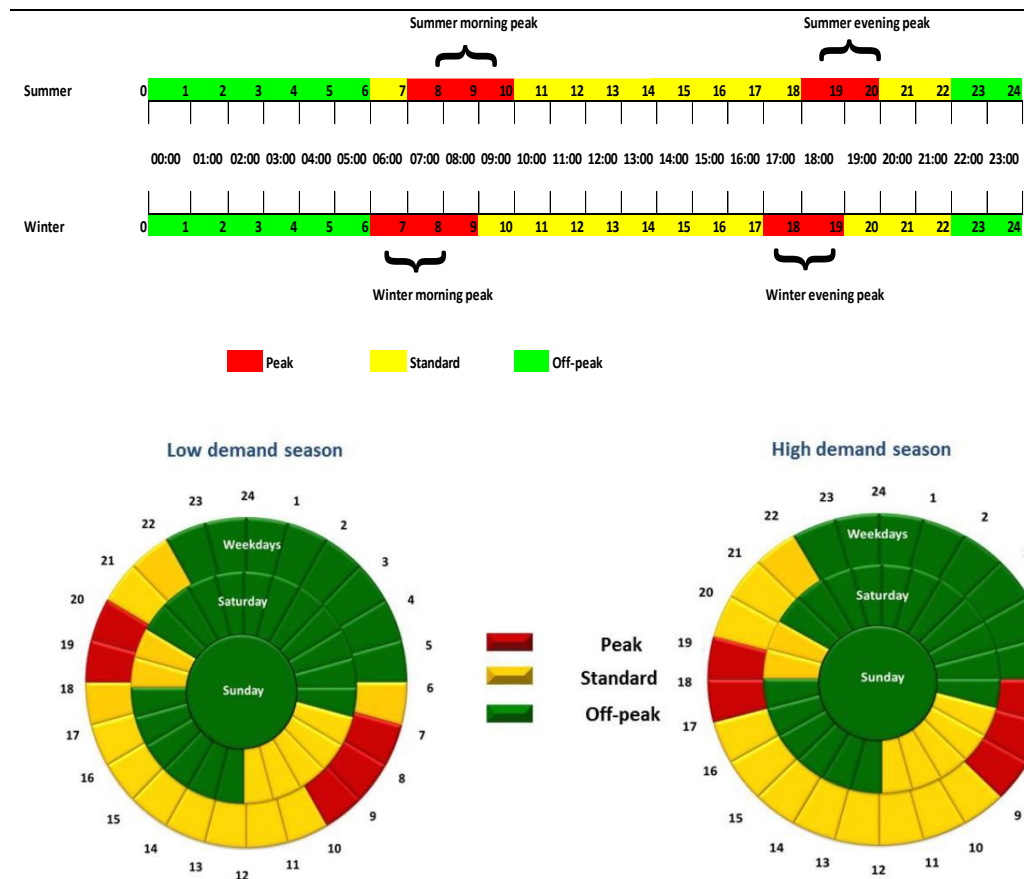 Summer morning peak Summer evening peak
Summer 0 1 2 3 4 5 6 7 8 9 10 11 12 13 14 15 16 17 18 19 20 21 22 23 24
00:00 01:00 02:00 03:00 04:00 05:00 06:00 07:00 08:00 09:00 10:00 11:00 12:00 13:00 14:00 15:00 16:00 17:00 18:00 19:00 20:00 21:00 22:00 23:00
Winter 0 1 2 3 4 5 6 7 8 9 10 11 12 13 14 15 16 17 18 19 20 21 22 23 24
Winter morning peak Winter evening peak
Peak Standard Off-peak
Low demand season
24 1 2 3 4 5 6 7 8 9 10 11 12 13 14 15 16 17 18 19 20 21 22 23
Weekdays
Saturday
Sunday
Peak
Standard
Off-peak
High demand season
24 1 2 9 10 11 12 13 14 15 16 17 18 19 20 21 22 23
Weekdays
Saturday
Sunday